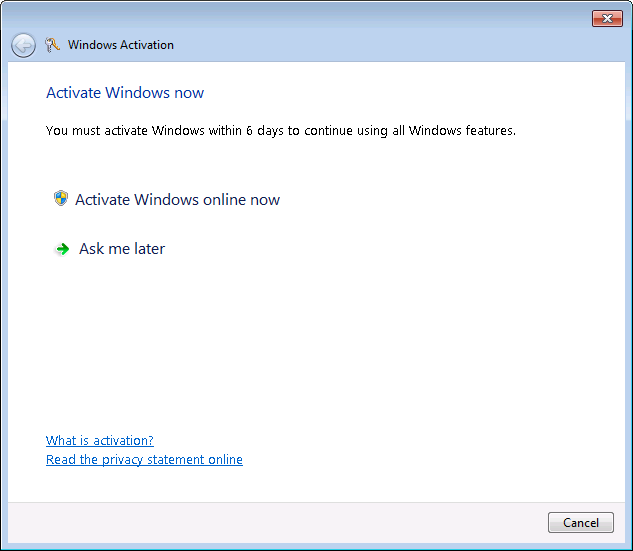 Windows Activation
Activate Windows now
You must activate Windows within 6 days to continue using all Windows features.
Activate Windows online now
Ask me later
What is activation?
Read the privacy statement online
Cancel